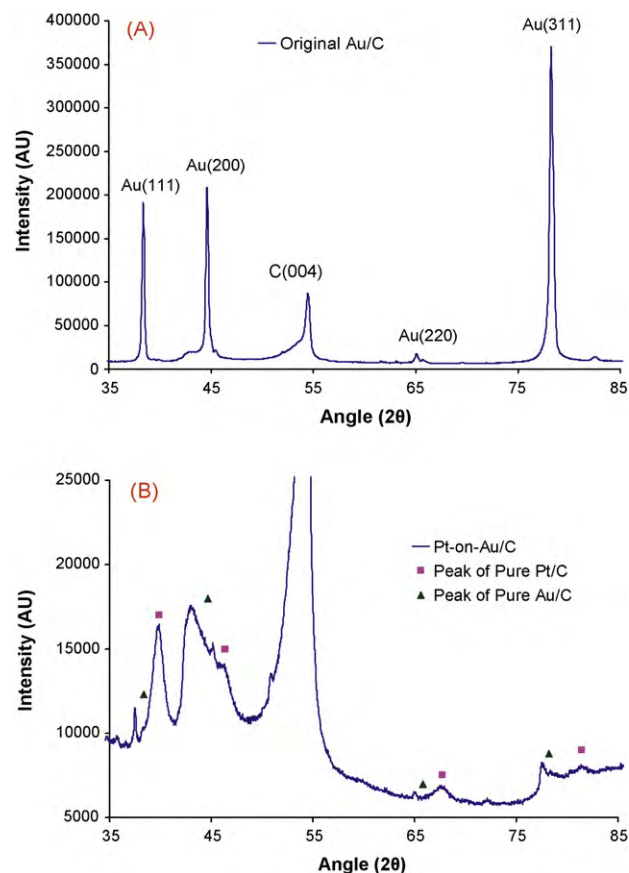 (A)
Original Au/C
Au(111)
Au(200)
C(004)
Au(220)
Au(311)
Intensity (AU)
400000
350000
300000
250000
200000
150000
100000
50000
0
35 45 55 65 75 85
Angle (2θ)
(B)
Pt-on-Au/C
Peak of Pure Pt/C
Peak of Pure Au/C
Intensity (AU)
25000
20000
15000
10000
5000
35 45 55 65 75 85
Angle (2θ)